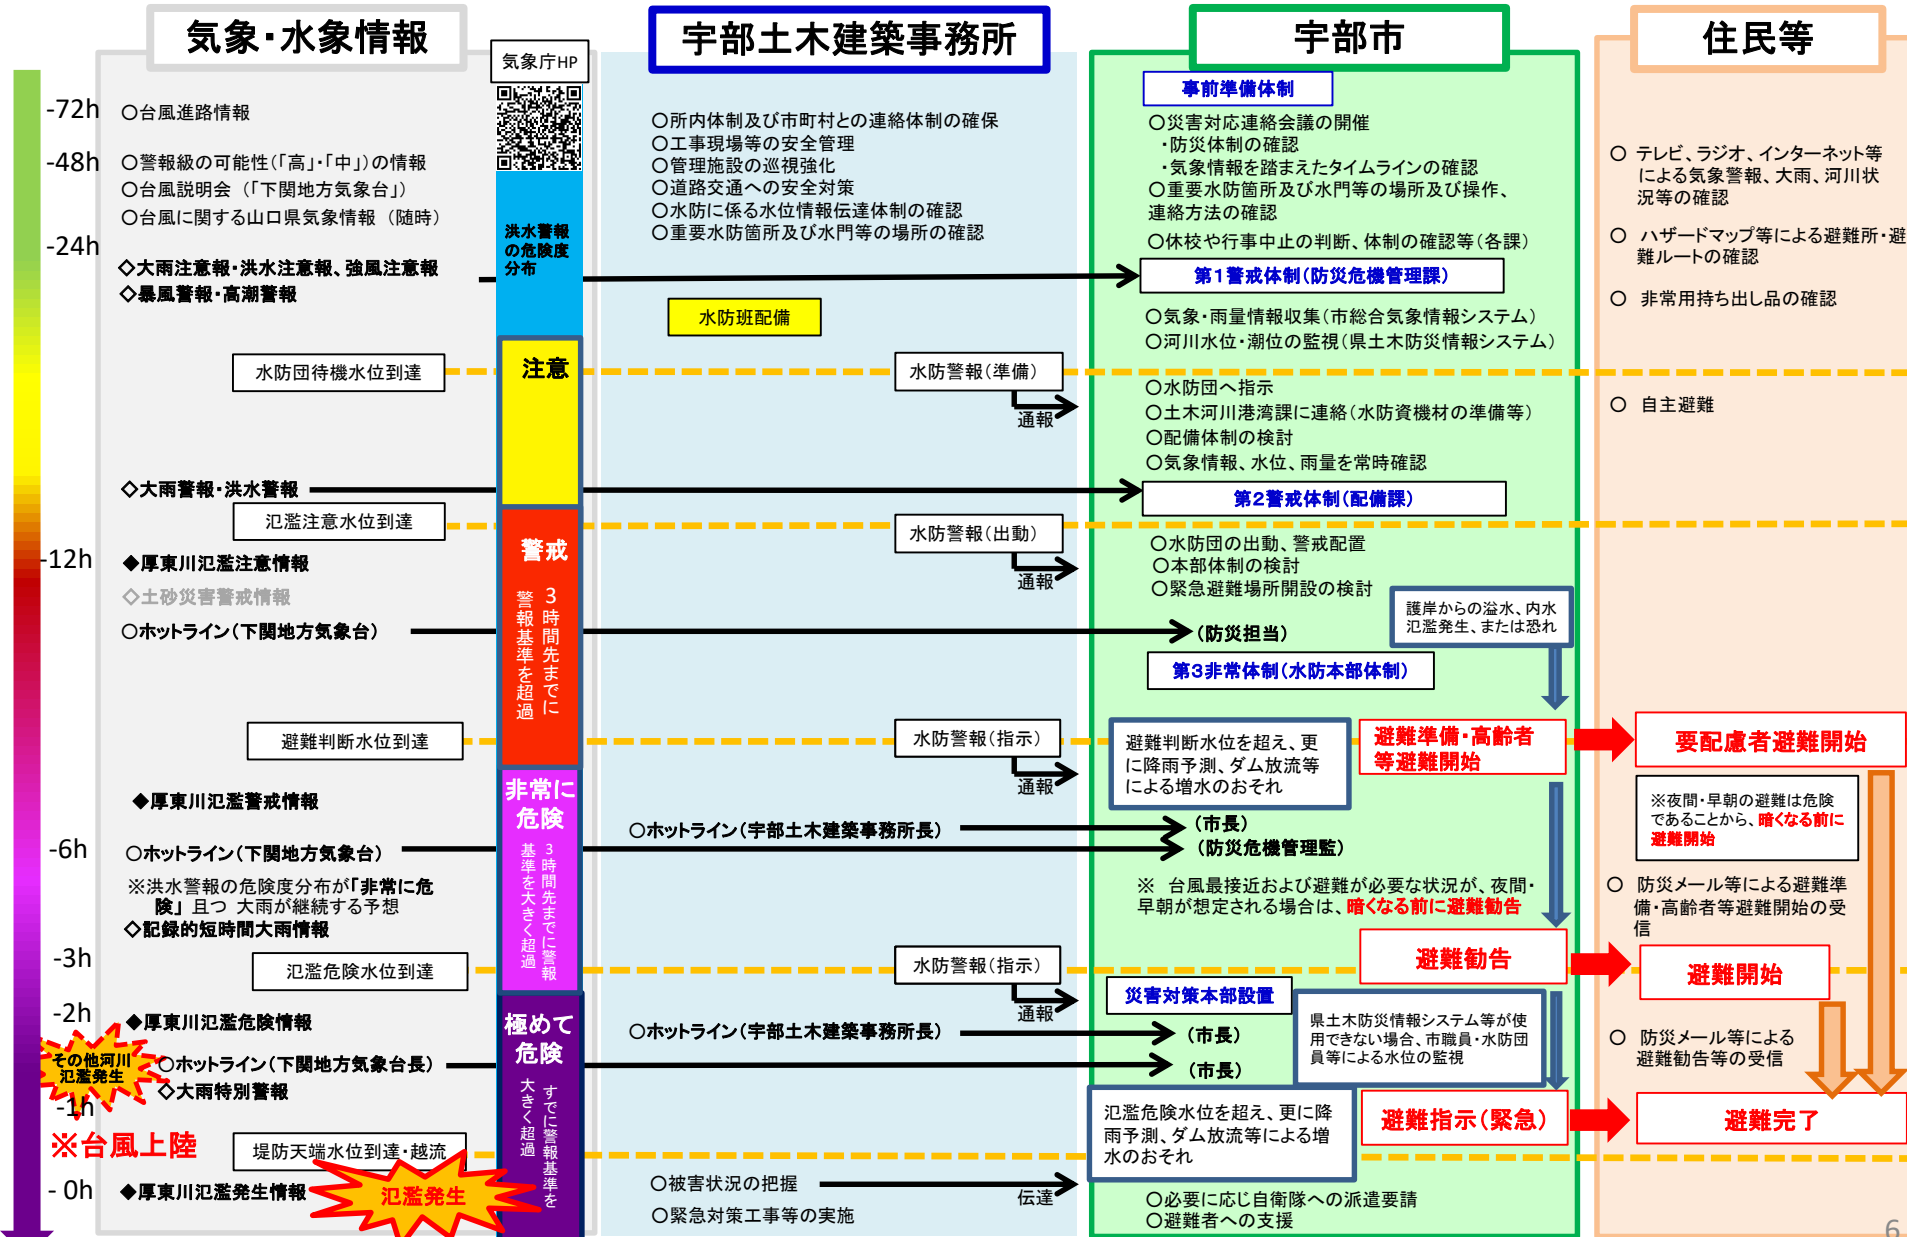 気象・水象情報
気象庁HP
-72h
○台風進路情報
-48h
○警報級の可能性(「高」・「中」)の情報
○台風説明会 (「下関地方気象台」)
○台風に関する山口県気象情報 (随時)
-24h
◇大雨注意報・洪水注意報、強風注意報
◇暴風警報・高潮警報
洪水警報
の危険度
分布
水防団待機水位到達
注意
◇大雨警報・洪水警報
氾濫注意水位到達
-12h
◆厚東川氾濫注意情報
◇土砂災害警戒情報
○ホットライン(下関地方気象台)
警戒
3時間先までに
警報基準を超過
避難判断水位到達
◆厚東川氾濫警戒情報
-6h
○ホットライン(下関地方気象台)
※洪水警報の危険度分布が「非常に危
険」 且つ 大雨が継続する予想
◇記録的短時間大雨情報
非常に
危険
3時間先までに警報
基準を大きく超過
-3h
氾濫危険水位到達
-2h
◆厚東川氾濫危険情報
その他河川
氾濫発生
○ホットライン(下関地方気象台長)
◇大雨特別警報
-1h
※台風上陸
極めて
危険
すでに警報基準を
大きく超過
堤防天端水位到達・越流
- 0h
◆厚東川氾濫発生情報
氾濫発生
宇部土木建築事務所
○所内体制及び市町村との連絡体制の確保
○工事現場等の安全管理
○管理施設の巡視強化
○道路交通への安全対策
○水防に係る水位情報伝達体制の確認
○重要水防箇所及び水門等の場所の確認
水防班配備
水防警報(準備)
通報
水防警報(出動)
通報
水防警報(指示)
通報
○ホットライン(宇部土木建築事務所長)
水防警報(指示)
通報
○ホットライン(宇部土木建築事務所長)
○被害状況の把握
伝達
○緊急対策工事等の実施
宇部市
事前準備体制
○災害対応連絡会議の開催
・防災体制の確認
・気象情報を踏まえたタイムラインの確認
○重要水防箇所及び水門等の場所及び操作、
連絡方法の確認
○休校や行事中止の判断、体制の確認等(各課)
第1警戒体制(防災危機管理課)
○気象・雨量情報収集(市総合気象情報システム)
○河川水位・潮位の監視(県土木防災情報システム)
○水防団へ指示
○土木河川港湾課に連絡(水防資機材の準備等)
○配備体制の検討
○気象情報、水位、雨量を常時確認
第2警戒体制(配備課)
○水防団の出動、警戒配置
○本部体制の検討
○緊急避難場所開設の検討
護岸からの溢水、内水
氾濫発生、または恐れ
(防災担当)
第3非常体制(水防本部体制)
避難判断水位を超え、更
に降雨予測、ダム放流等
による増水のおそれ
避難準備・高齢者
等避難開始
(市長)
(防災危機管理監)
※ 台風最接近および避難が必要な状況が、夜間・
早朝が想定される場合は、暗くなる前に避難勧告
避難勧告
災害対策本部設置
(市長)
(市長)
県土木防災情報システム等が使
用できない場合、市職員・水防団
員等による水位の監視
氾濫危険水位を超え、更に降
雨予測、ダム放流等による増
水のおそれ
避難指示(緊急)
○必要に応じ自衛隊への派遣要請
○避難者への支援
住民等
○ テレビ、ラジオ、インターネット等
による気象警報、大雨、河川状
況等の確認
○ ハザードマップ等による避難所・避
難ルートの確認
○ 非常用持ち出し品の確認
○ 自主避難
要配慮者避難開始
※夜間・早朝の避難は危険
であることから、暗くなる前に
避難開始
○ 防災メール等による避難準
備・高齢者等避難開始の受
信
避難開始
○ 防災メール等による
避難勧告等の受信
避難完了
6